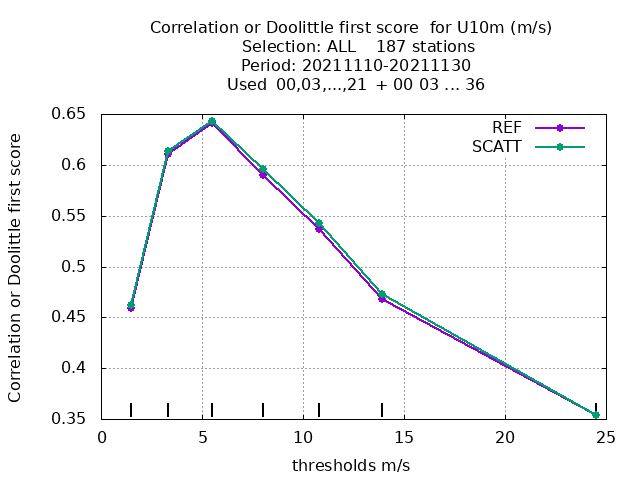 Correlation or Doolittle first score  for U10m (m/s)
Selection: ALL    187 stations
Period: 20211110-20211130
Used  00,03,...,21  + 00 03 ... 36
Correlation or Doolittle first score
0.65
0.6
0.55
0.5
0.45
0.4
0.35
REF
SCATT
0 5 10 15 20 25
thresholds m/s